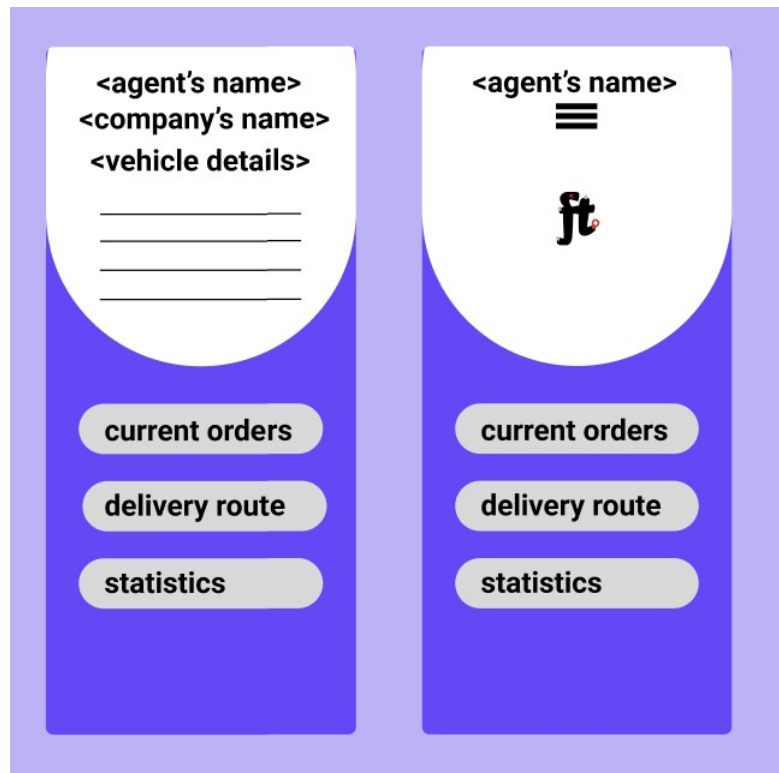 <agent's name>
<company's name>
<vehicle details>
current orders
delivery route
statistics
<agent's name>
ft
current orders
delivery route
statistics